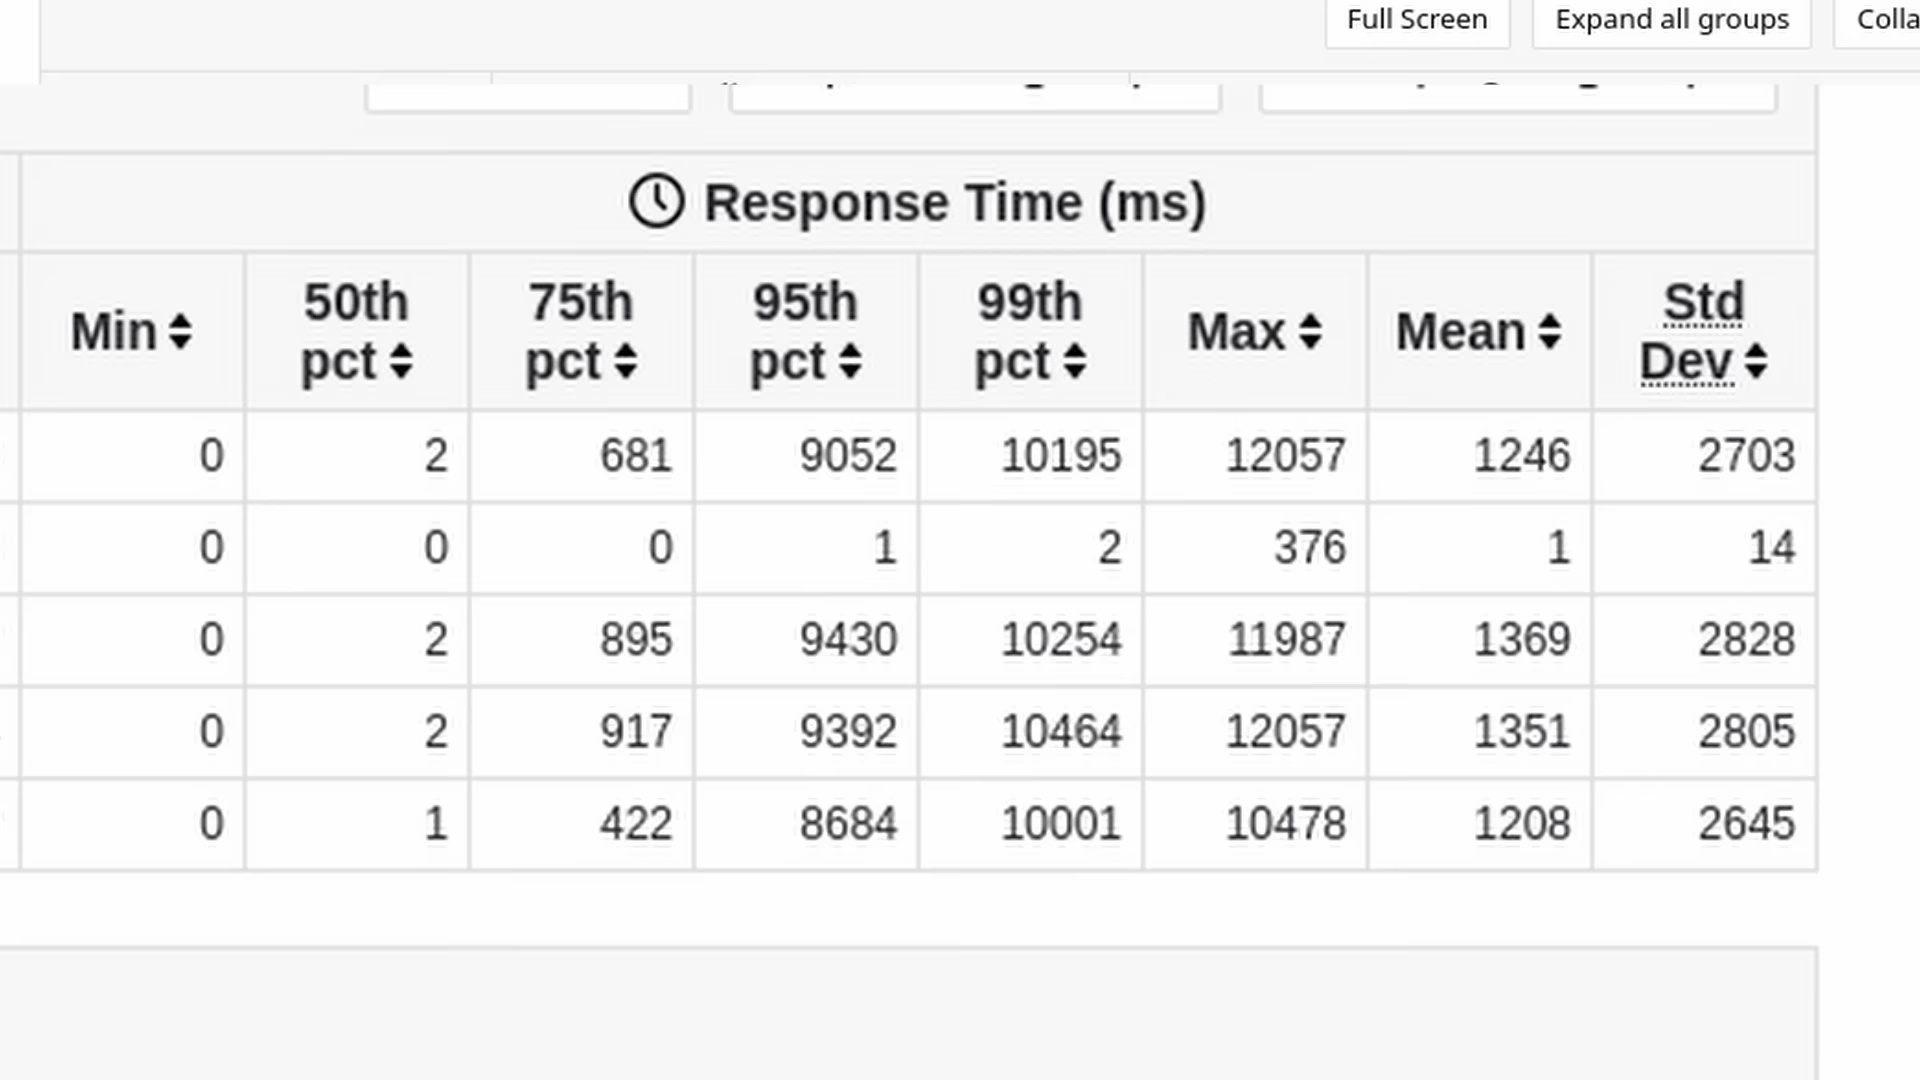 Full Screen Expand all groups Colla
Response Time (ms)
Min 50th pct 75th pct 95th pct 99th pct Max Mean Std Dev
0 2 681 9052 10195 12057 1246 2703
0 0 0 1 2 376 1 14
0 2 895 9430 10254 11987 1369 2828
0 2 917 9392 10464 12057 1351 2805
0 1 422 8684 10001 10478 1208 2645